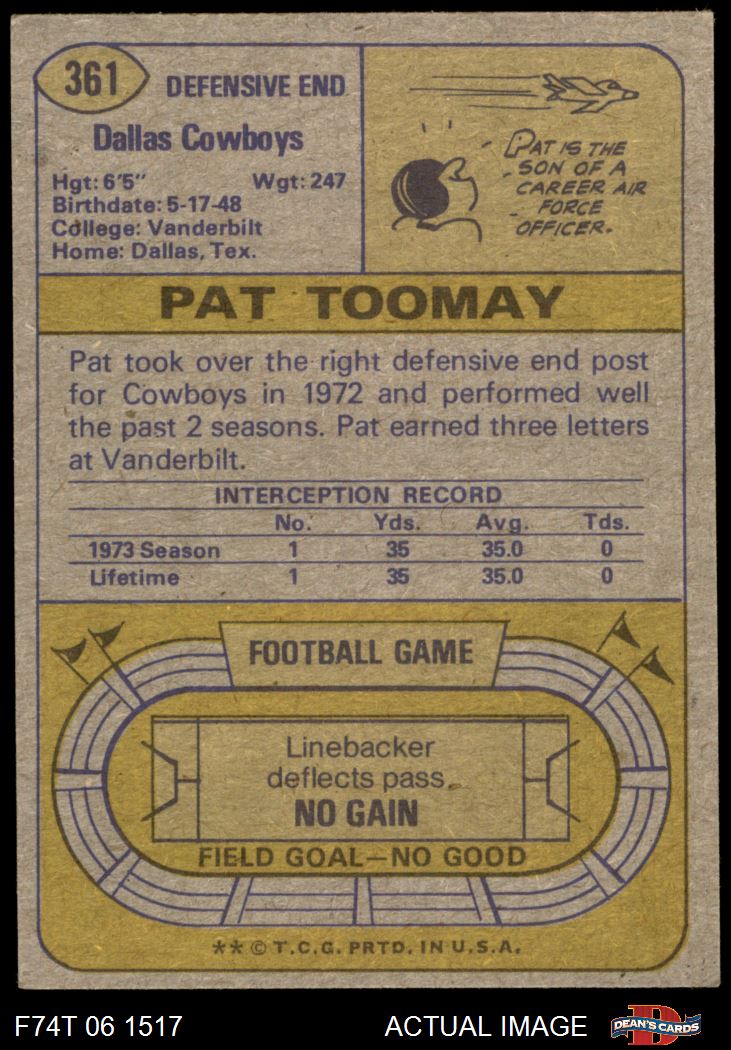 361
DEFENSIVE END
Dallas Cowboys
Hgt: 6'5" Wgt: 247
Birthdate: 5-17-48
College: Vanderbilt
Home: Dallas, Tex.
PAT IS THE
SON OF A
CAREER AIR
FORCE
OFFICER.
PAT TOOMAY
Pat took over the right defensive end post
for Cowboys in 1972 and performed well
the past 2 seasons. Pat earned three letters
at Vanderbilt.
INTERCEPTION RECORD
No. Yds. Avg. Tds.
1973 Season 1 35 35.0 0
Lifetime 1 35 35.0 0
FOOTBALL GAME
Linebacker
deflects pass.
NO GAIN
FIELD GOAL—NO GOOD
** © T.C.G. PRTD. IN U.S.A.
F74T 06 1517 ACTUAL IMAGE
D
DEAN'S CARDS